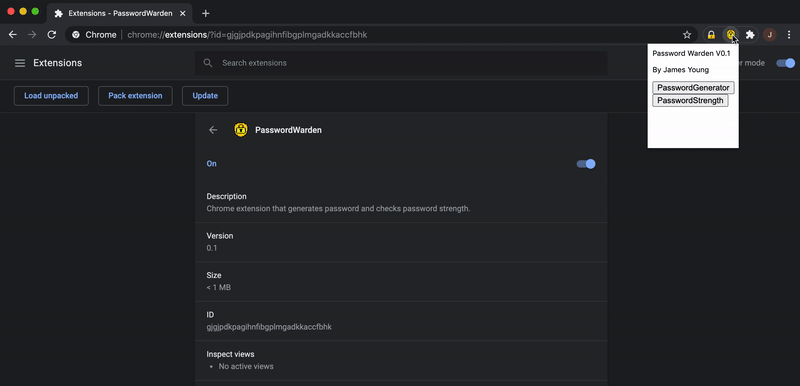 Extensions - PasswordWarden
Chrome
chrome://extensions/?id=gjgjpdkpagihnfibgplmgadkkaccfbhk
J
Password Warden V0.1
By James Young
PasswordGenerator
PasswordStrength
Extensions
Search extensions
er mode
Load unpacked
Pack extension
Update
PasswordWarden
On
Description
Chrome extension that generates password and checks password strength.
Version
0.1
Size
< 1 MB
ID
gjgjpdkpagihnfibgplmgadkkaccfbhk
Inspect views
• No active views